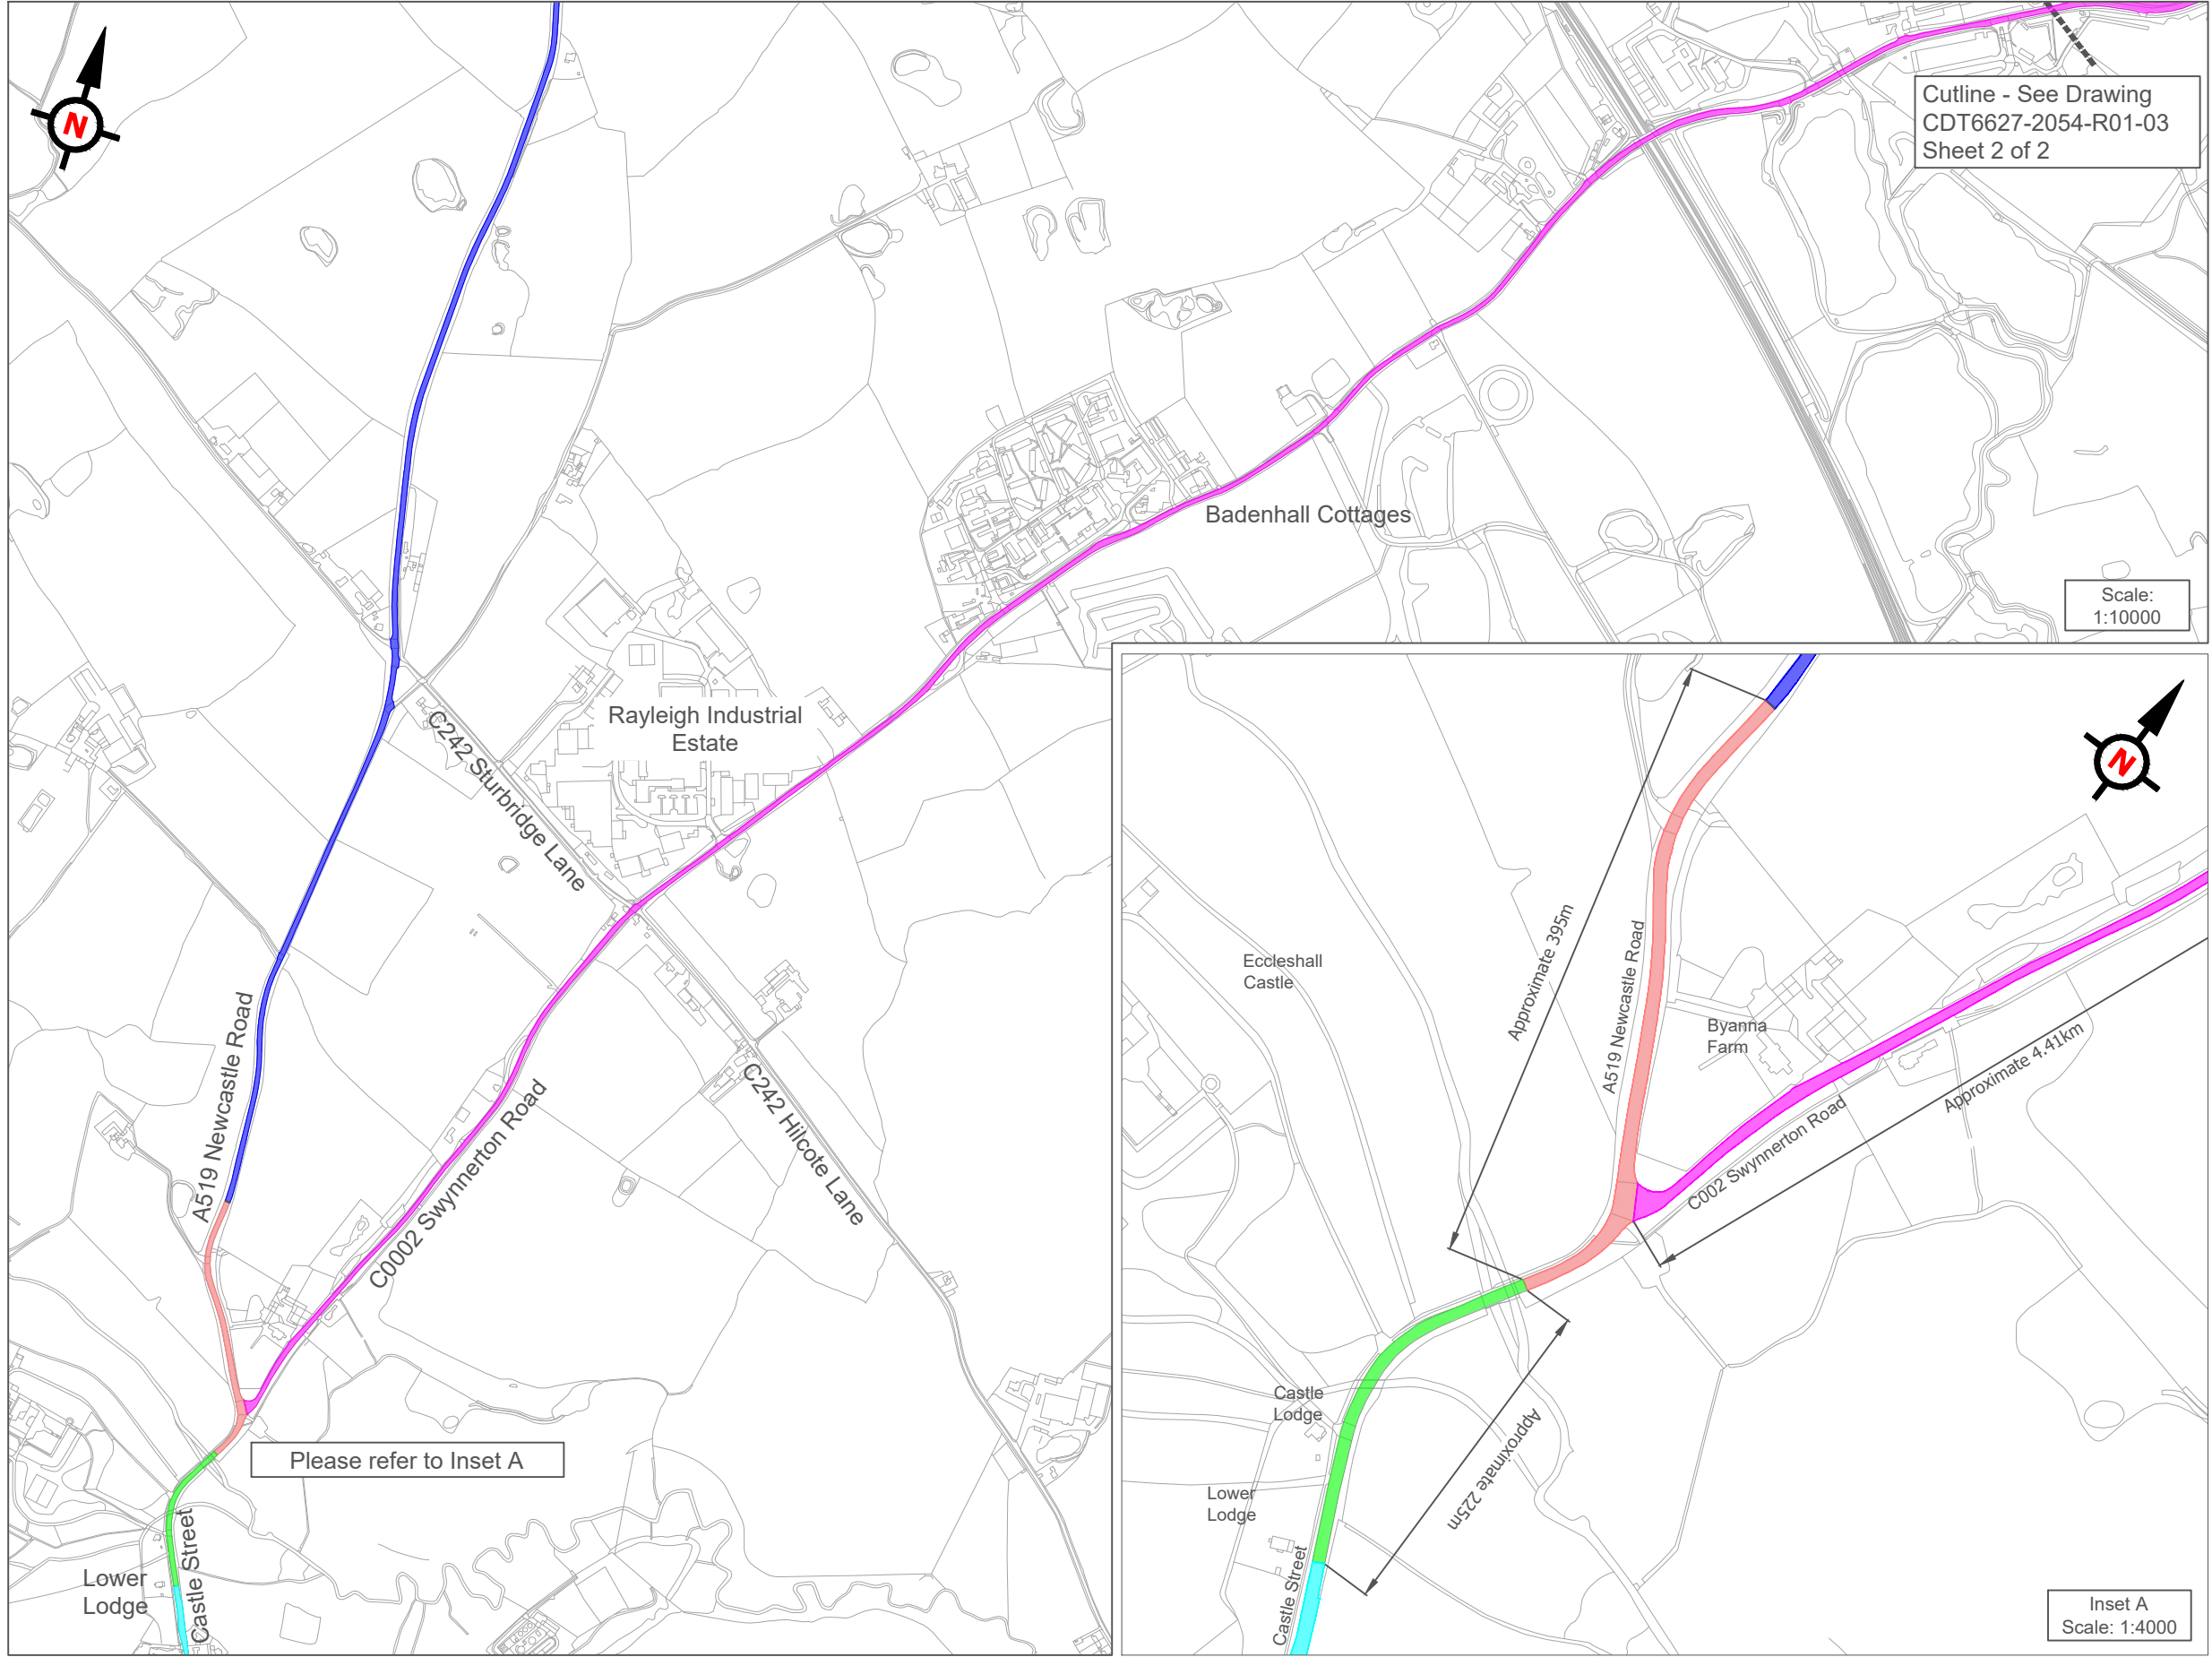 N
Cutline - See Drawing
CDT6627-2054-R01-03
Sheet 2 of 2
Badenhall Cottages
Scale:
1:10000
Rayleigh Industrial
Estate
C242 Sturbridge Lane
A519 Newcastle Road
C0002 Swynnerton Road
C242 Hilcote Lane
Please refer to Inset A
Lower
Lodge
Castle Street
N
Approximate 395m
A519 Newcastle Road
Eccleshall
Castle
Byanna
Farm
Approximate 4.41km
C002 Swynnerton Road
Castle
Lodge
Approximate 225m
Lower
Lodge
Castle Street
Inset A
Scale: 1:4000